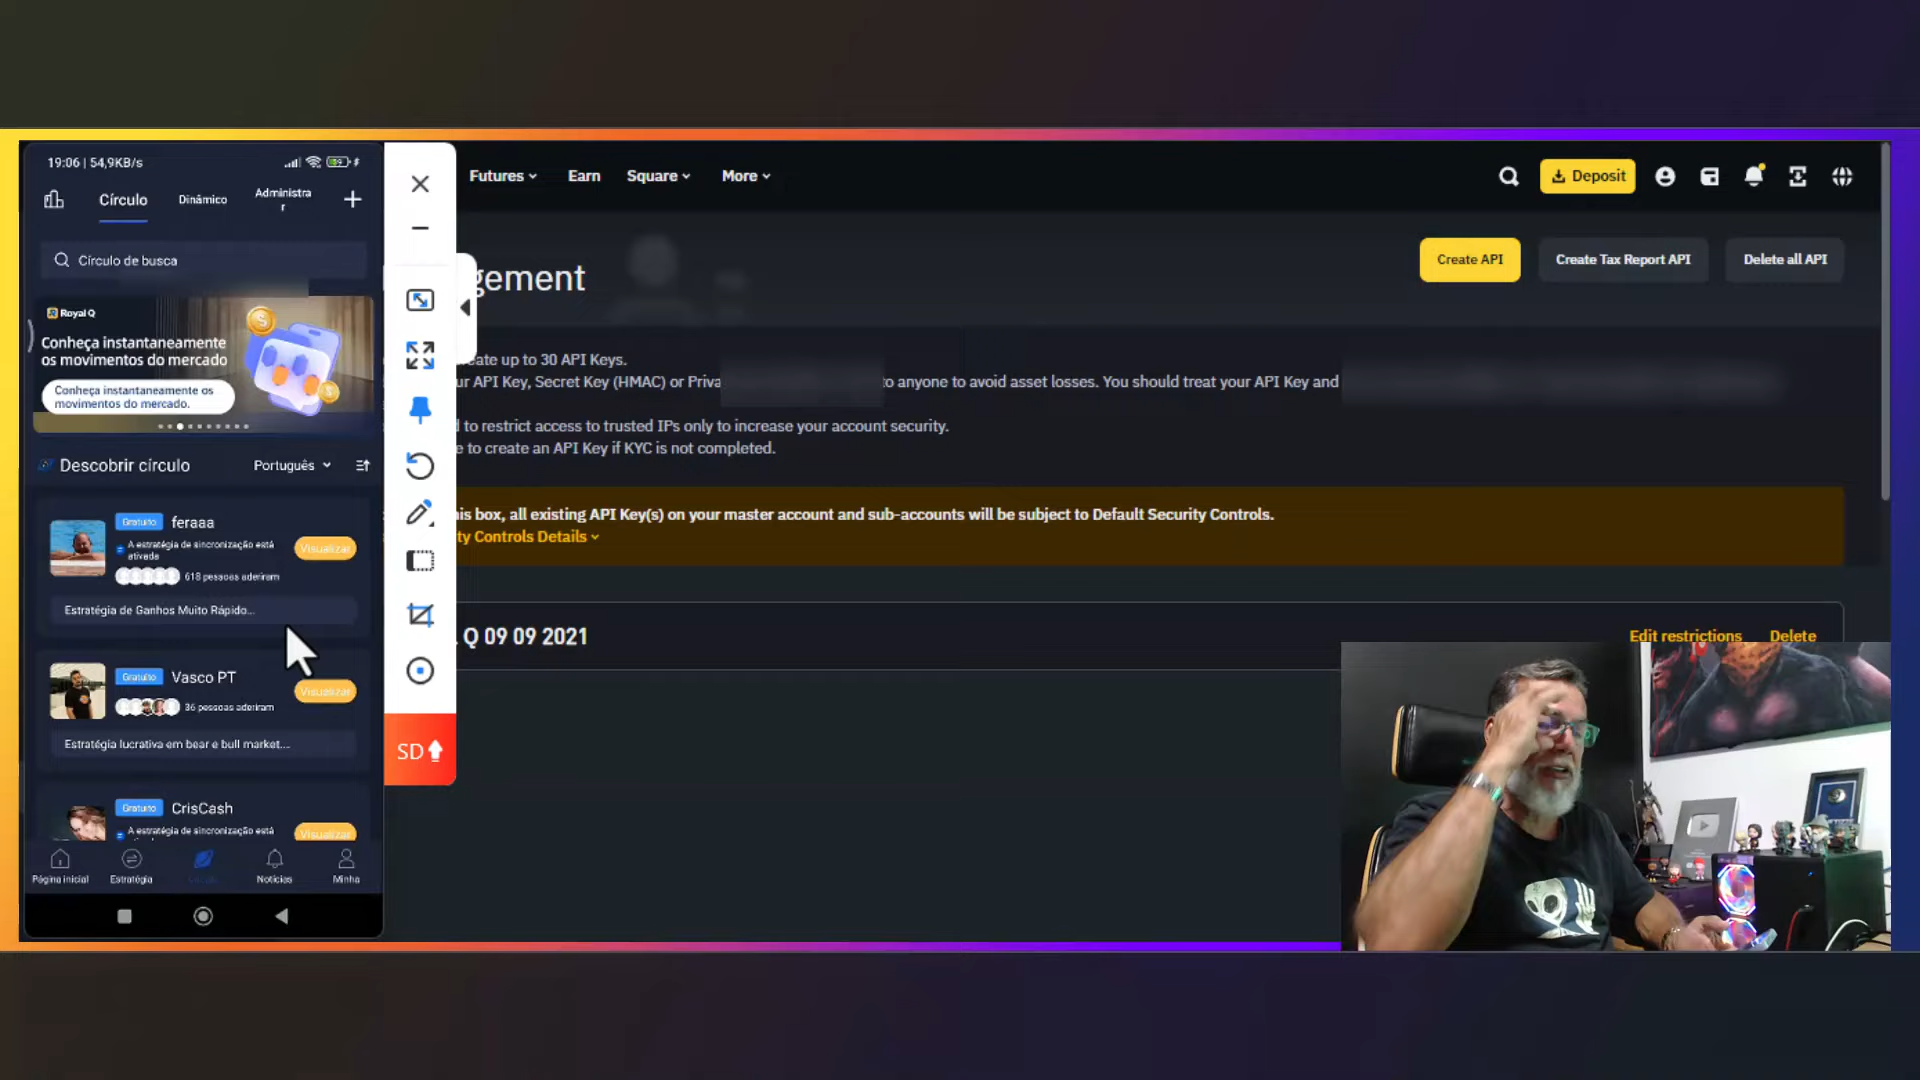 19:06 | 54,9KB/s
Círculo
Dinâmico
Administra
r
Círculo de busca
Royal Q
Conheça instantaneamente
os movimentos do mercado
Conheça instantaneamente os
movimentos do mercado.
Descobrir círculo
Português
Gratuito feraaa
A estratégia de sincronização está
ativada
Visualizar
618 pessoas aderiram
Estratégia de Ganhos Muito Rápido...
Gratuito Vasco PT
Visualizar
36 pessoas aderiram
Estratégia lucrativa em bear e bull market...
Gratuito CrisCash
A estratégia de sincronização está
Visualizar
Página inicial
Estratégia
Notícias
Minha
SD
Futures
Earn
Square
More
Deposit
gement
Create API
Create Tax Report API
Delete all API
eate up to 30 API Keys.
ur API Key, Secret Key (HMAC) or Priva
to anyone to avoid asset losses. You should treat your API Key and
d to restrict access to trusted IPs only to increase your account security.
e to create an API Key if KYC is not completed.
his box, all existing API Key(s) on your master account and sub-accounts will be subject to Default Security Controls.
ty Controls Details
Q 09 09 2021
Edit restrictions
Delete